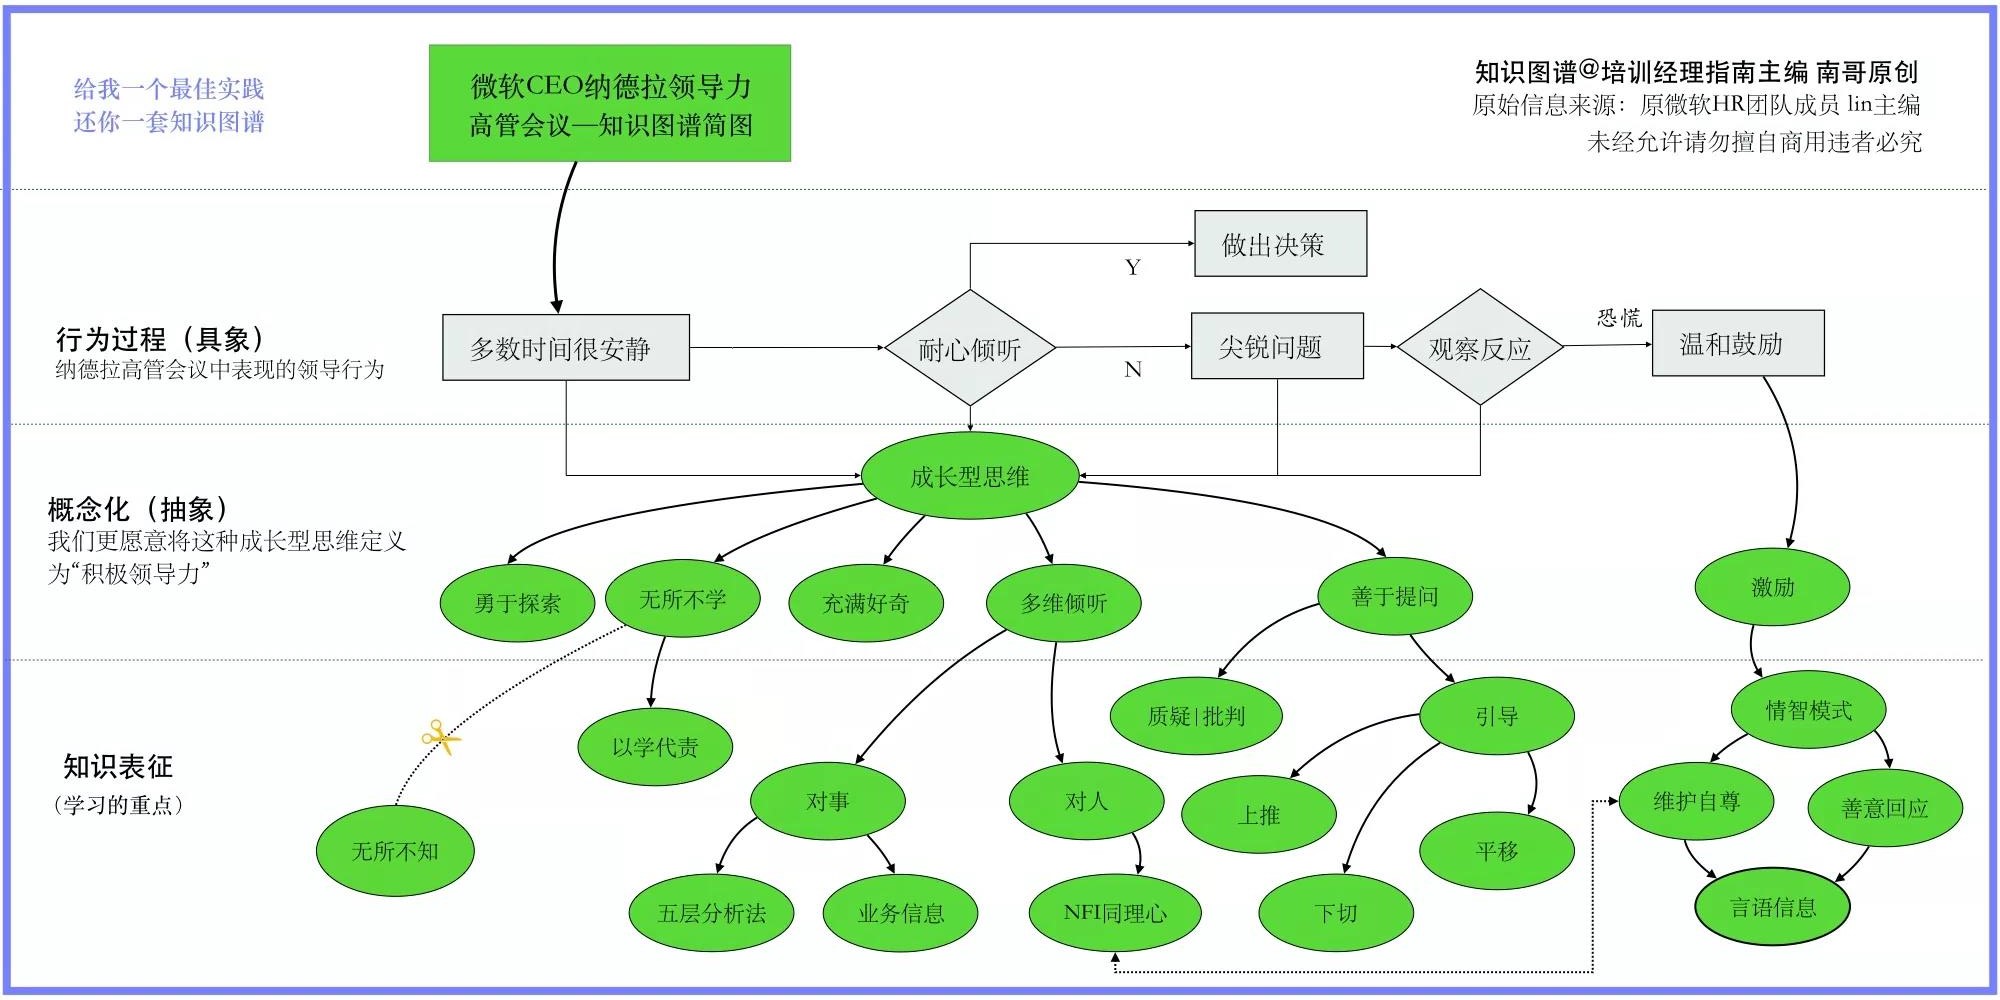 给我一个最佳实践
还你一套知识图谱
微软CEO纳德拉领导力
高管会议—知识图谱简图
知识图谱@培训经理指南主编 南哥原创
原始信息来源：原微软HR团队成员 lin主编
未经允许请勿擅自商用违者必究
行为过程（具象）
纳德拉高管会议中表现的领导行为
多数时间很安静
耐心倾听
Y
做出决策
N
尖锐问题
观察反应
恐慌
温和鼓励
概念化（抽象）
我们更愿意将这种成长型思维定义
为“积极领导力”
成长型思维
勇于探索
无所不学
充满好奇
多维倾听
善于提问
激励
知识表征
（学习的重点）
无所不知
以学代责
对事
对人
质疑|批判
引导
情智模式
上推
平移
维护自尊
善意回应
五层分析法
业务信息
NFI同理心
下切
言语信息